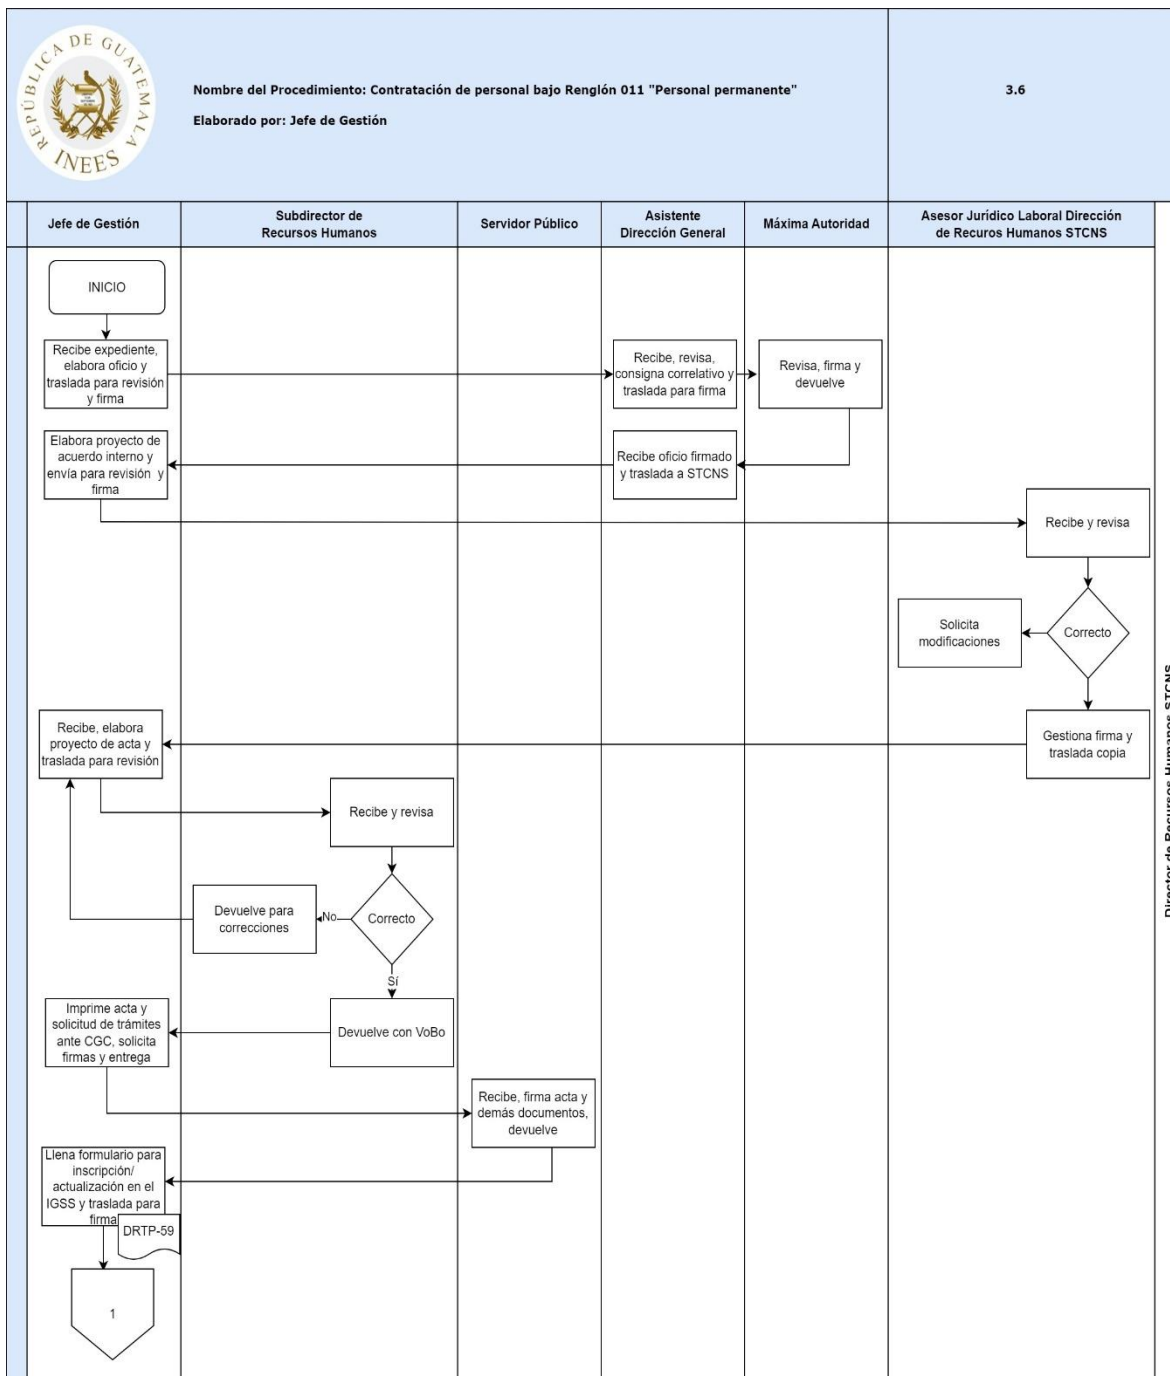 REPÚBLICA DE GUATEMALA
INEES
Nombre del Procedimiento: Contratación de personal bajo Renglón 011 "Personal permanente"
Elaborado por: Jefe de Gestión
3.6
Jefe de Gestión
Subdirector de
Recursos Humanos
Servidor Público
Asistente
Dirección General
Máxima Autoridad
Asesor Jurídico Laboral Dirección
de Recuros Humanos STCNS
Director de Recursos Humanos STCNS
INICIO
Recibe expediente,
elabora oficio y
traslada para revisión
y firma
Recibe, revisa,
consigna correlativo y
traslada para firma
Revisa, firma y
devuelve
Elabora proyecto de
acuerdo interno y
envía para revisión y
firma
Recibe oficio firmado
y traslada a STCNS
Recibe y revisa
Solicita
modificaciones
Correcto
Recibe, elabora
proyecto de acta y
traslada para revisión
Gestiona firma y
traslada copia
Recibe y revisa
Devuelve para
correcciones
No
Correcto
Sí
Imprime acta y
solicitud de trámites
ante CGC, solicita
firmas y entrega
Devuelve con VoBo
Recibe, firma acta y
demás documentos,
devuelve
Llena formulario para
inscripción/
actualización en el
IGSS y traslada para
firma
DRTP-59
1